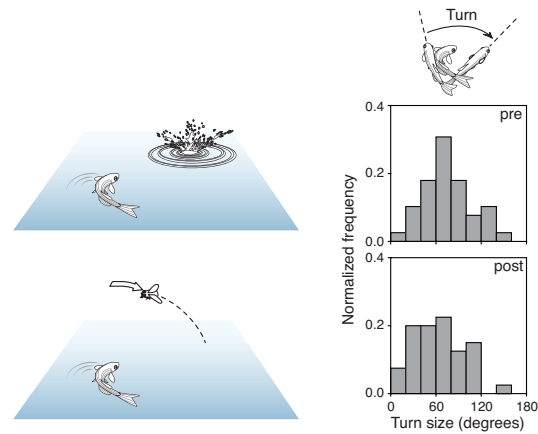 Turn
0.4
pre
0.2
0.0
Normalized frequency
0.4
post
0.2
0.0
0 60 120 180
Turn size (degrees)